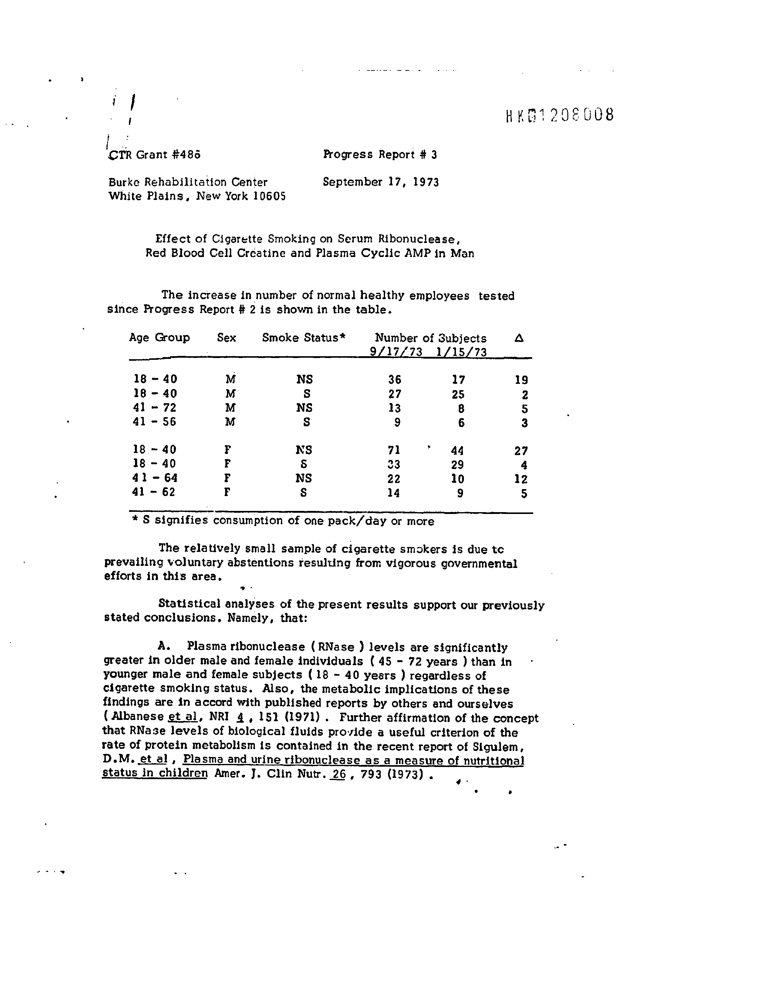 HK01208008
CTR Grant #486 Progress Report # 3
Burke Rehabilitation Center September 17, 1973
White Plains, New York 10605
Effect of Cigarette Smoking on Serum Ribonuclease,
Red Blood Cell Creatine and Plasma Cyclic AMP in Man
The increase in number of normal healthy employees tested
since Progress Report # 2 is shown in the table.
Age Group Sex Smoke Status* Number of Subjects Δ
9/17/73 1/15/73
18 - 40 M NS 36 17 19
18 - 40 M S 27 25 2
41 - 72 M NS 13 8 5
41 - 56 M S 9 6 3
18 - 40 F NS 71 44 27
18 - 40 F S 33 29 4
41 - 64 F NS 22 10 12
41 - 62 F S 14 9 5
* S signifies consumption of one pack/day or more
The relatively small sample of cigarette smokers is due to
prevailing voluntary abstentions resulting from vigorous governmental
efforts in this area.
Statistical analyses of the present results support our previously
stated conclusions. Namely, that:
A. Plasma ribonuclease ( RNase ) levels are significantly
greater in older male and female individuals ( 45 - 72 years ) than in
younger male and female subjects ( 18 - 40 years ) regardless of
cigarette smoking status. Also, the metabolic implications of these
findings are in accord with published reports by others and ourselves
( Albanese et al, NRI 4 , 151 (1971) . Further affirmation of the concept
that RNase levels of biological fluids provide a useful criterion of the
rate of protein metabolism is contained in the recent report of Sigulem,
D.M. et al , Plasma and urine ribonuclease as a measure of nutritional
status in children Amer. J. Clin Nutr. 26 , 793 (1973) .